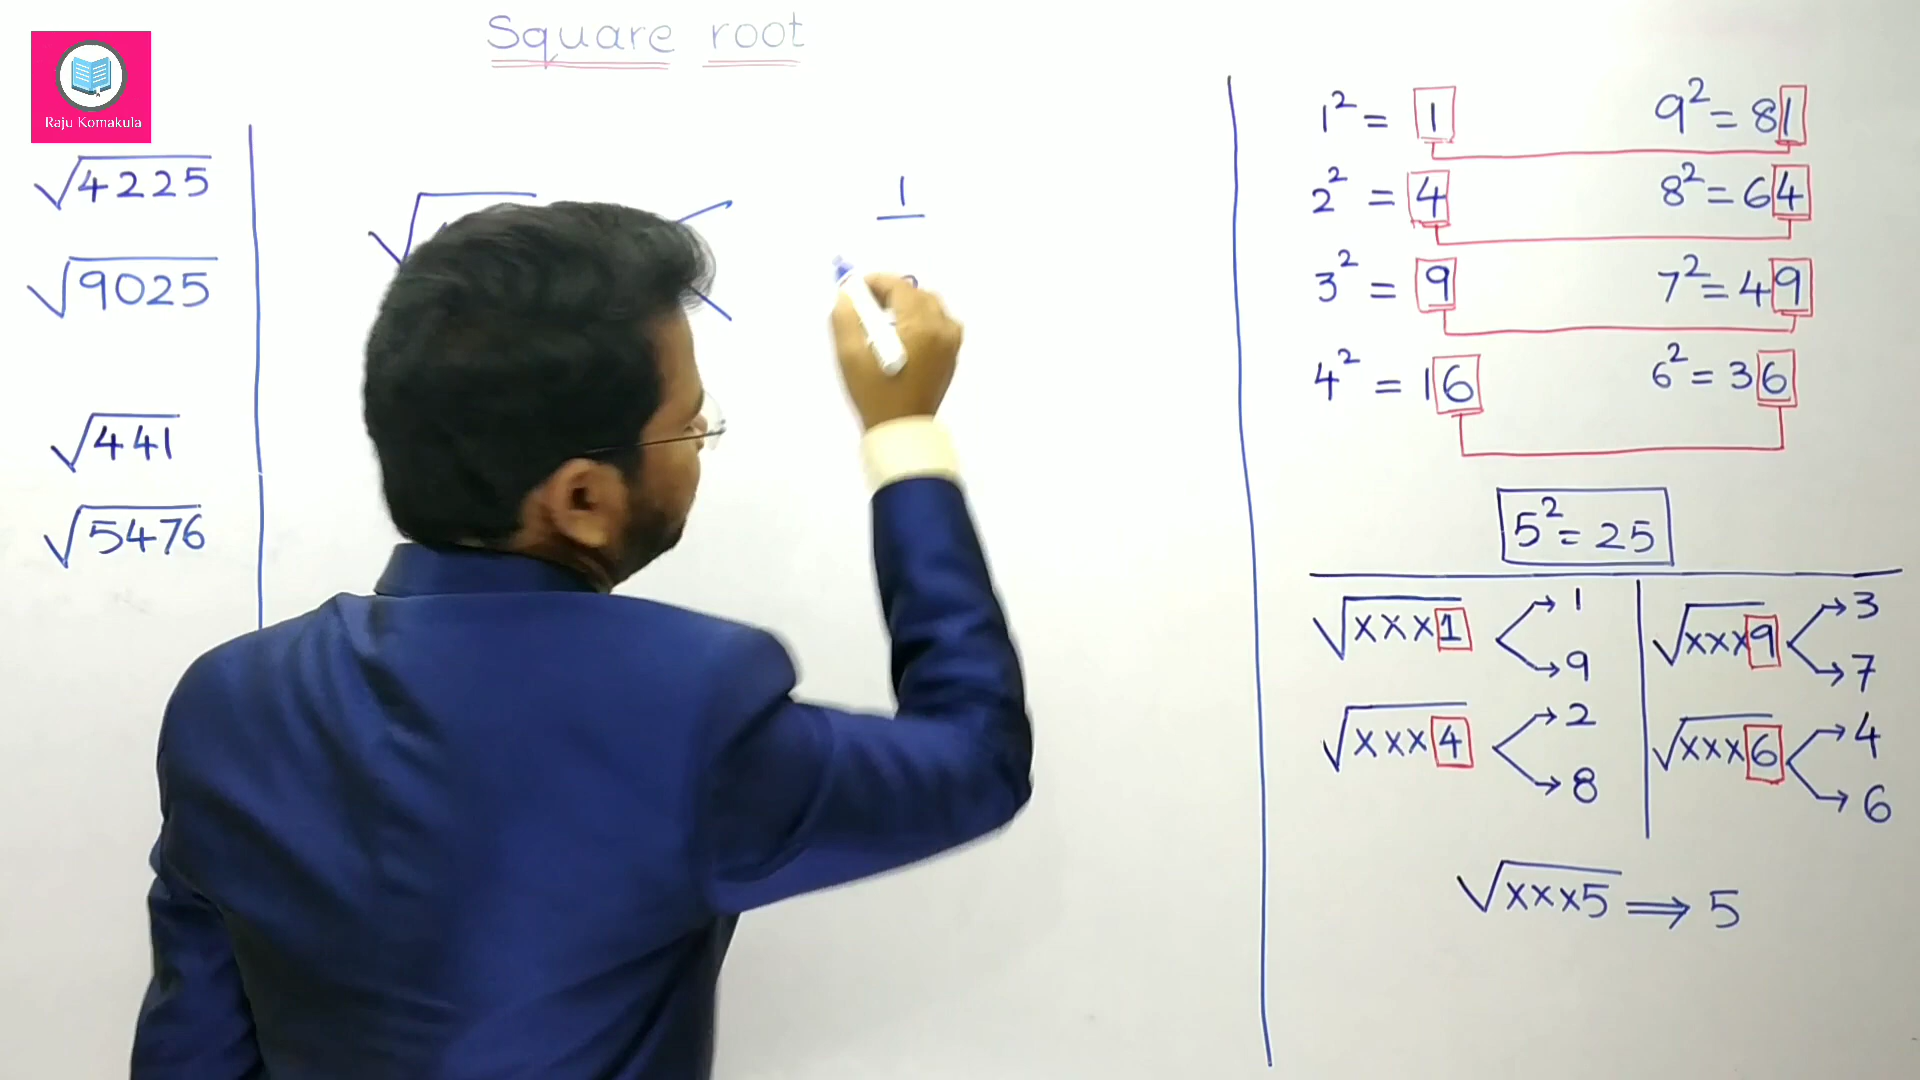 Square root
Raju Komakula
√4225
√9025
√441
√5476
1
1² = 1
9² = 81
2² = 4
8² = 64
3² = 9
7² = 49
4² = 16
6² = 36
5² = 25
√xxx1 → 1
→ 9
√xxx9 → 3
→ 7
√xxx4 → 2
→ 8
√xxx6 → 4
→ 6
√xxx5 ⇒ 5